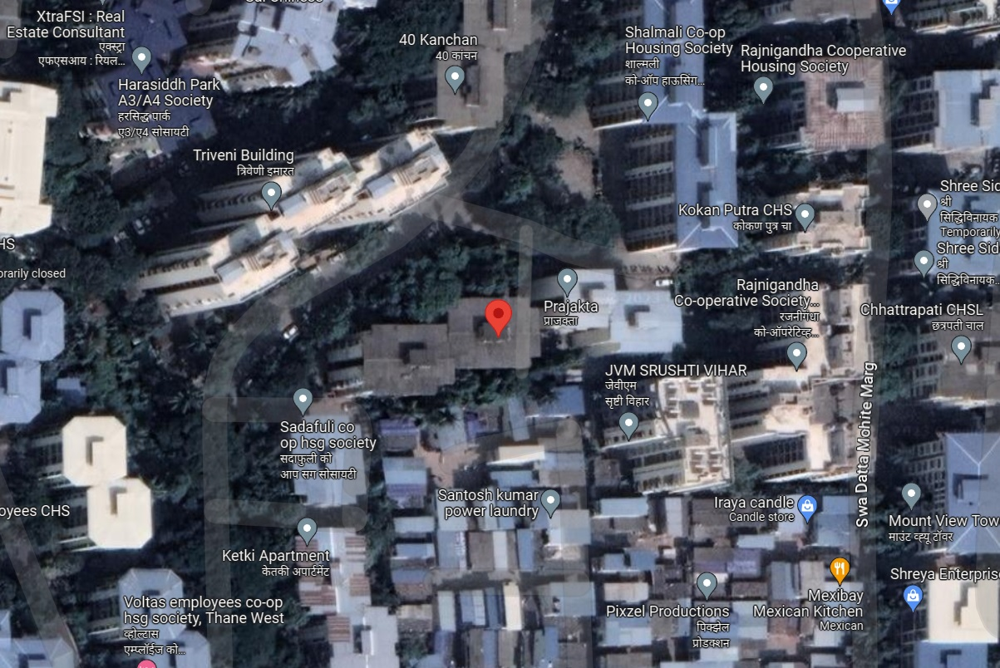 XtraFSI : Real
Estate Consultant
एक्स्ट्रा
एफएसआय : रियल...
Harasiddh Park
A3/A4 Society
हरसिद्ध पार्क
ए3/ए4 सोसायटी
40 Kanchan
40 कांचन
Shalmali Co-op
Housing Society
शाल्मली
को-ऑप हाऊसिंग...
Rajnigandha Cooperative
Housing Society
Triveni Building
त्रिवेणी इमारत
Kokan Putra CHS
कोकण पुत्र चा
Shree Sid
श्री
सिद्धिविनायक
Temporarily
Shree Sid
श्री
सिद्धिविनायक..
HS
orarily closed
Prajakta
प्राजक्ता
Rajnigandha
Co-operative Society...
रजनीगंधा
को-ऑपरेटिव्ह...
Chhattrapati CHSL
छत्रपती चाल
JVM SRUSHTI VIHAR
जेवीएम
सृष्टी विहार
Swa Datta Mohite Marg
Sadafuli co
op hsg society
सदाफुली को
आप सग सोसायटी
Santosh kumar
power laundry
Iraya candle
Candle store
Mount View Tow
माउंट व्ह्यू टॉवर
oyees CHS
Ketki Apartment
केतकी अपार्टमेंट
Voltas employees co-op
hsg society, Thane West
व्होल्टास
एम्प्लॉईज को...
Pixzel Productions
पिक्झेल
प्रोडक्शन
Mexibay
Mexican Kitchen
Mexican
Shreya Enterprise